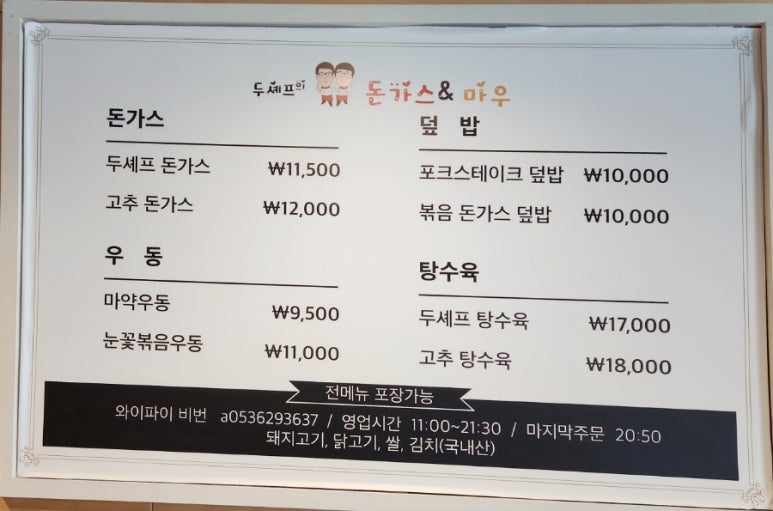 두셰프의 돈가스 & 마우
돈가스
두셰프 돈가스 ₩11,500
고추 돈가스 ₩12,000
우 동
마약우동 ₩9,500
눈꽃볶음우동 ₩11,000
덮 밥
포크스테이크 덮밥 ₩10,000
볶음 돈가스 덮밥 ₩10,000
탕수육
두셰프 탕수육 ₩17,000
고추 탕수육 ₩18,000
전메뉴 포장가능
와이파이 비번 a0536293637 / 영업시간 11:00~21:30 / 마지막주문 20:50
돼지고기, 닭고기, 쌀, 김치(국내산)